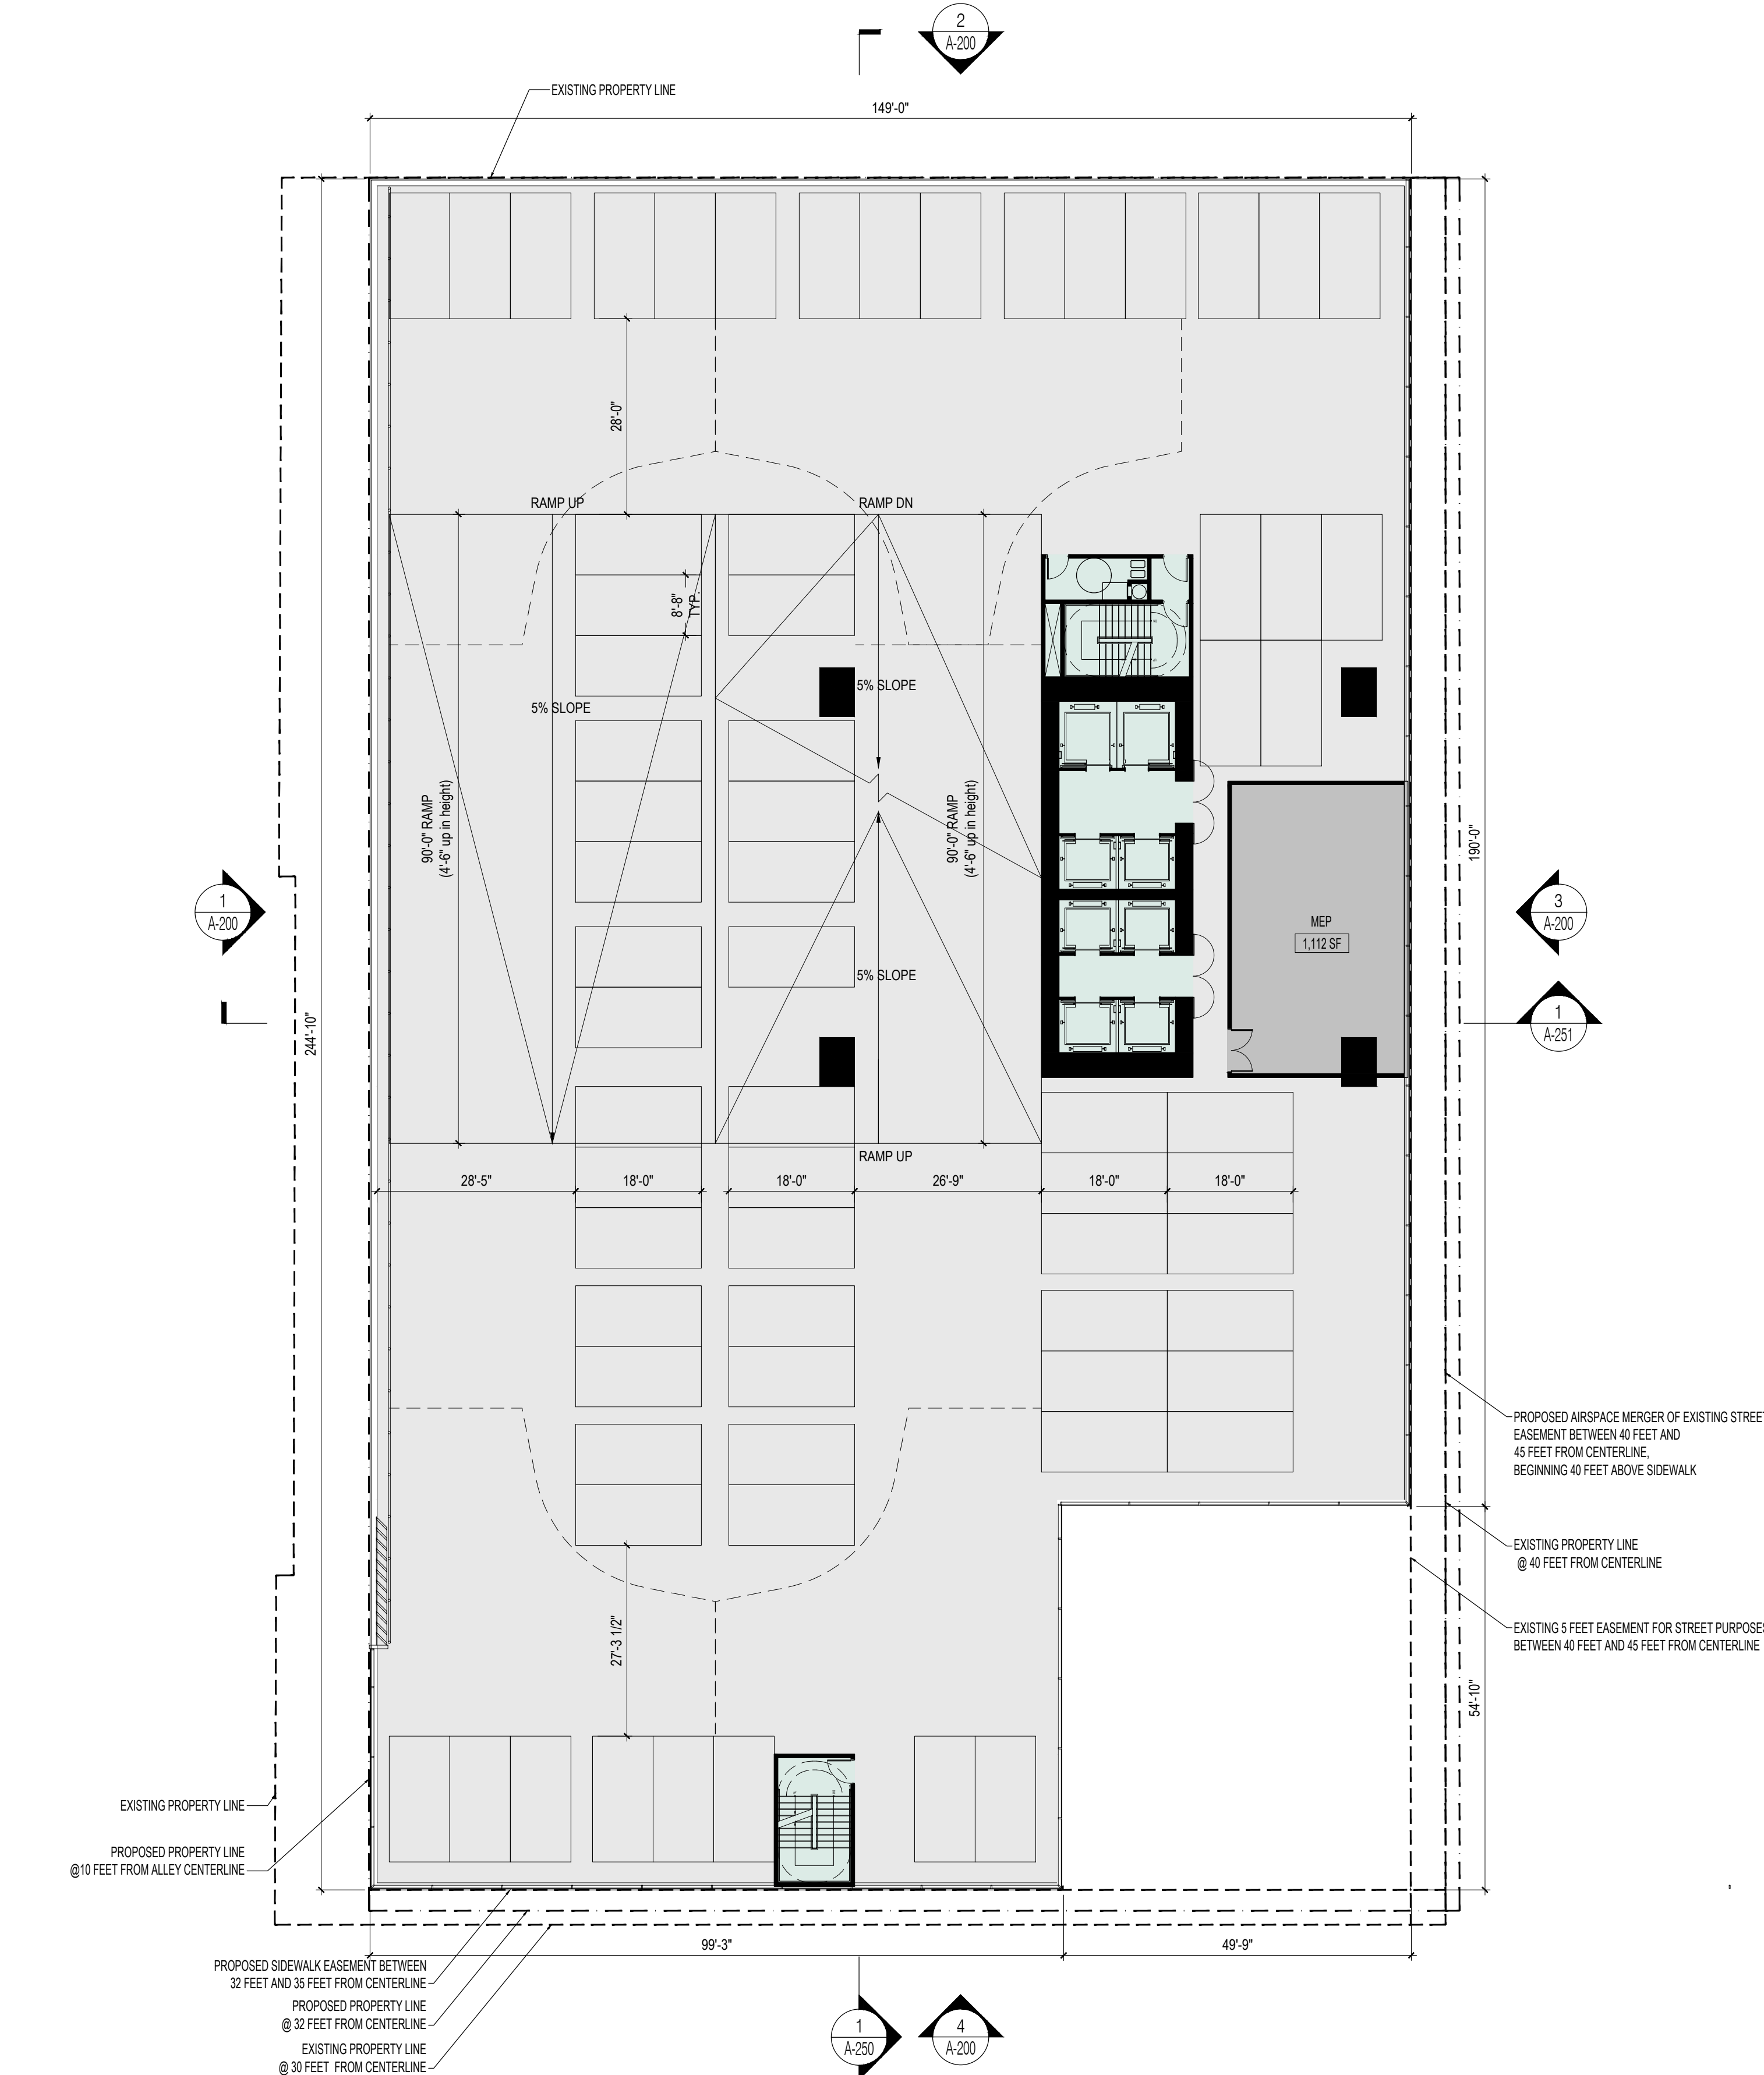 2
A-200
EXISTING PROPERTY LINE
149'-0"
28'-0"
RAMP UP
RAMP DN
8'-8"
TYP.
5% SLOPE
5% SLOPE
90'-0" RAMP
(4'-6" up in height)
90'-0" RAMP
(4'-6" up in height)
190'-0"
1
A-200
3
A-200
MEP
1,112 SF
5% SLOPE
244'-10"
1
A-251
RAMP UP
28'-5"
18'-0"
18'-0"
26'-9"
18'-0"
18'-0"
PROPOSED AIRSPACE MERGER OF EXISTING STREET
EASEMENT BETWEEN 40 FEET AND
45 FEET FROM CENTERLINE,
BEGINNING 40 FEET ABOVE SIDEWALK
EXISTING PROPERTY LINE
@ 40 FEET FROM CENTERLINE
EXISTING 5 FEET EASEMENT FOR STREET PURPOSES
BETWEEN 40 FEET AND 45 FEET FROM CENTERLINE
27'-3 1/2"
54'-10"
EXISTING PROPERTY LINE
PROPOSED PROPERTY LINE
@10 FEET FROM ALLEY CENTERLINE
99'-3"
49'-9"
PROPOSED SIDEWALK EASEMENT BETWEEN
32 FEET AND 35 FEET FROM CENTERLINE
PROPOSED PROPERTY LINE
@ 32 FEET FROM CENTERLINE
EXISTING PROPERTY LINE
@ 30 FEET FROM CENTERLINE
1
A-250
4
A-200